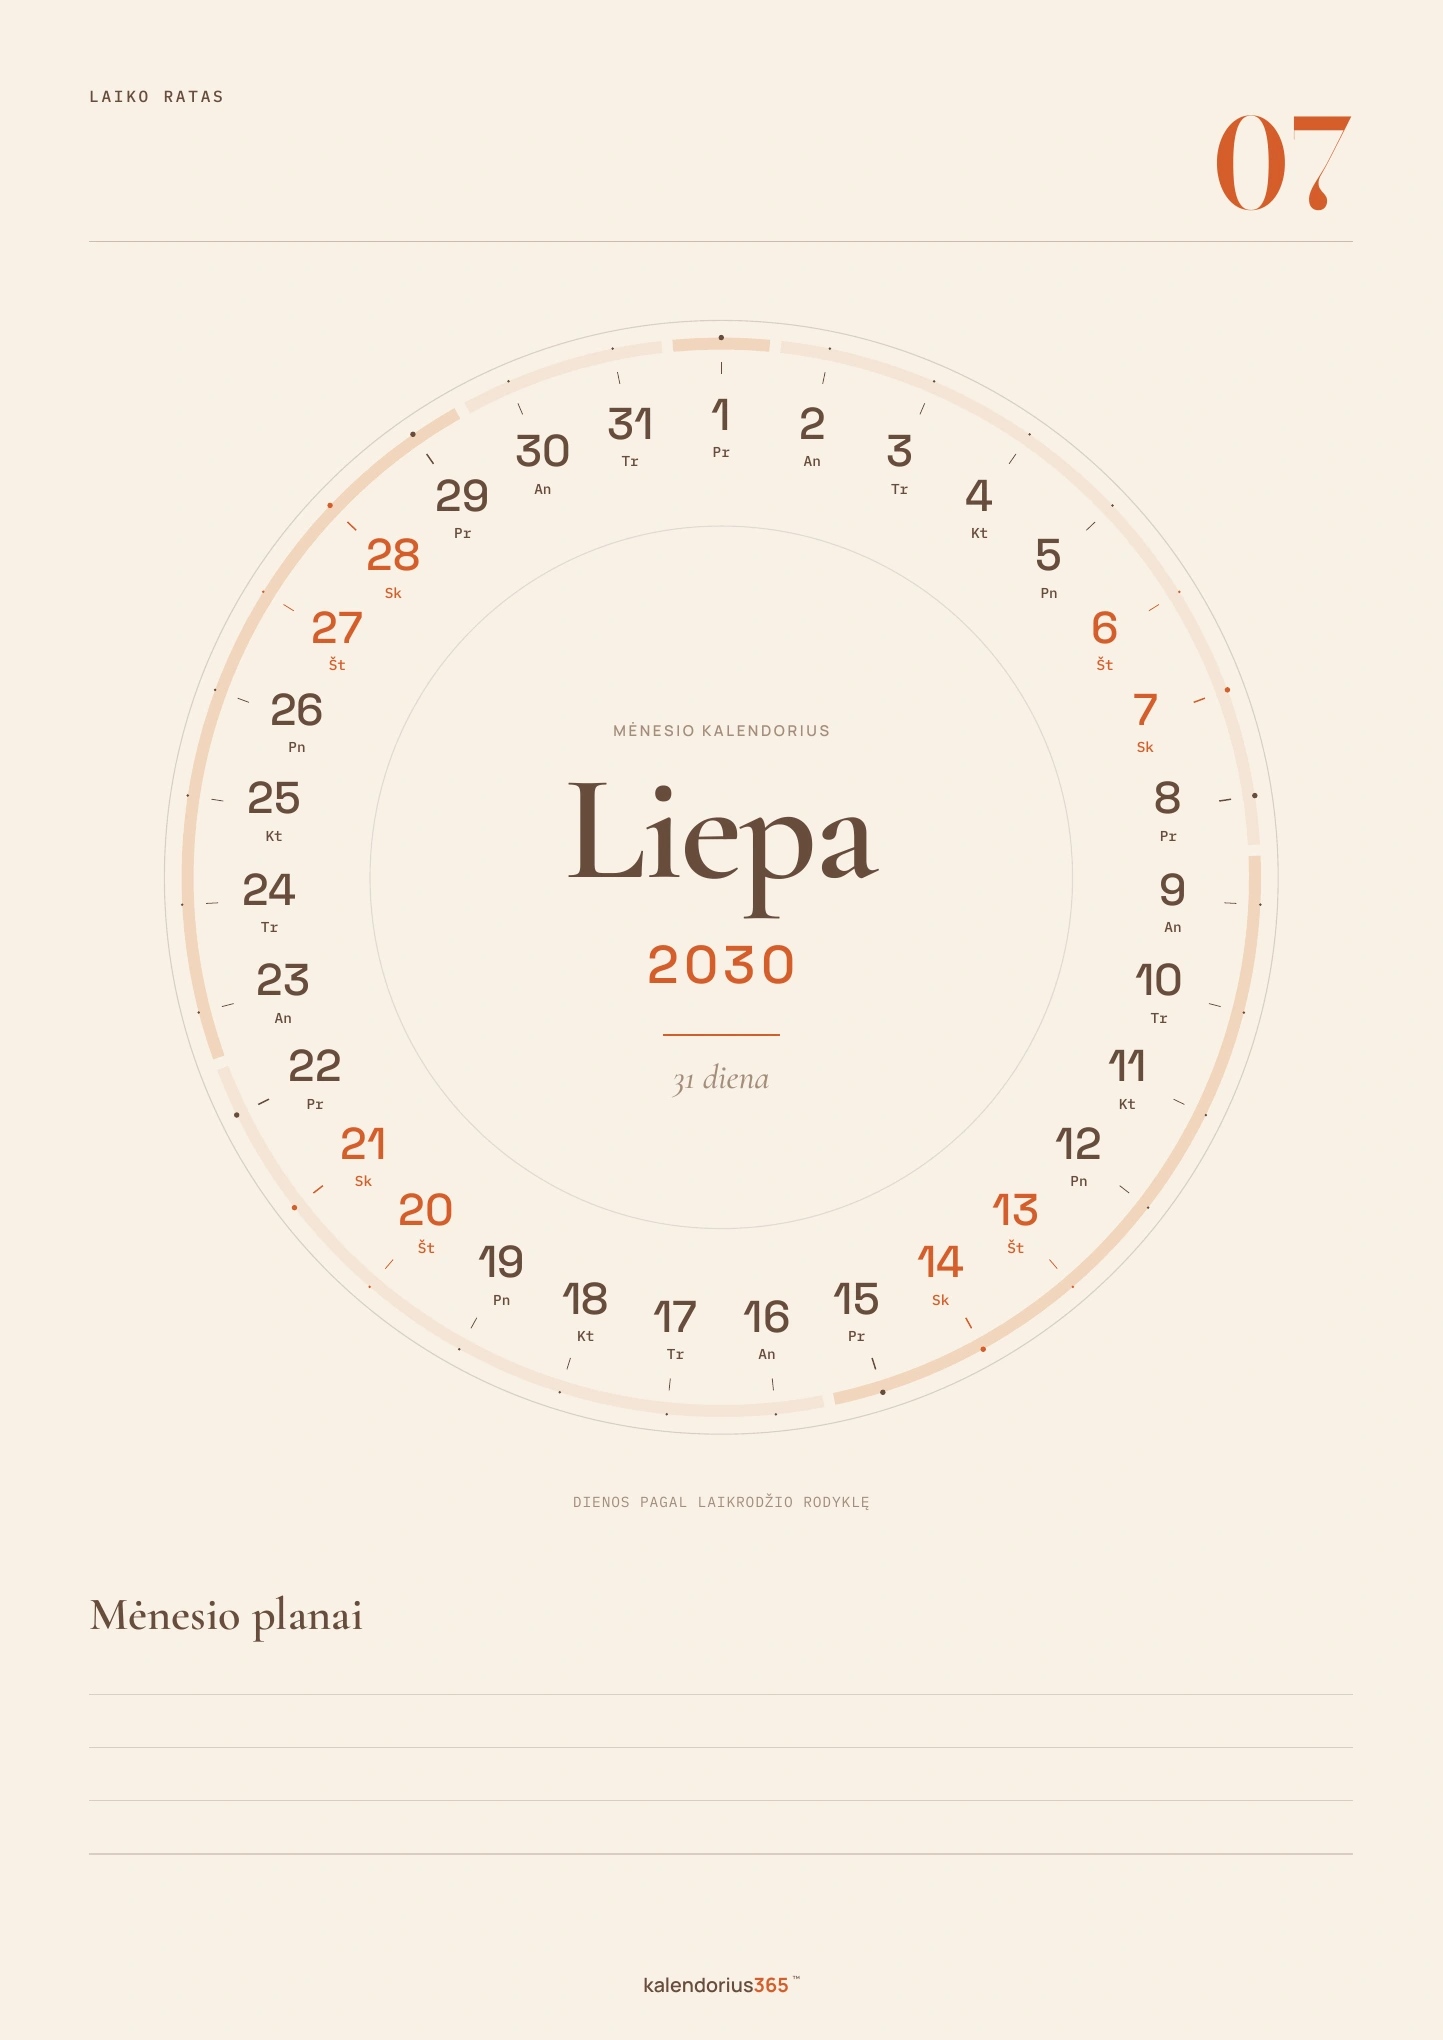 LAIKO RATAS
07
1
Pr
2
An
3
Tr
4
Kt
5
Pn
6
Št
7
Sk
8
Pr
9
An
10
Tr
11
Kt
12
Pn
13
Št
14
Sk
15
Pr
16
An
17
Tr
18
Kt
19
Pn
20
Št
21
Sk
22
Pr
23
An
24
Tr
25
Kt
26
Pn
27
Št
28
Sk
29
Pr
30
An
31
Tr
MĖNESIO KALENDORIUS
Liepa
2030
31 diena
DIENOS PAGAL LAIKRODŽIO RODYKLĘ
Mėnesio planai
kalendorius365™